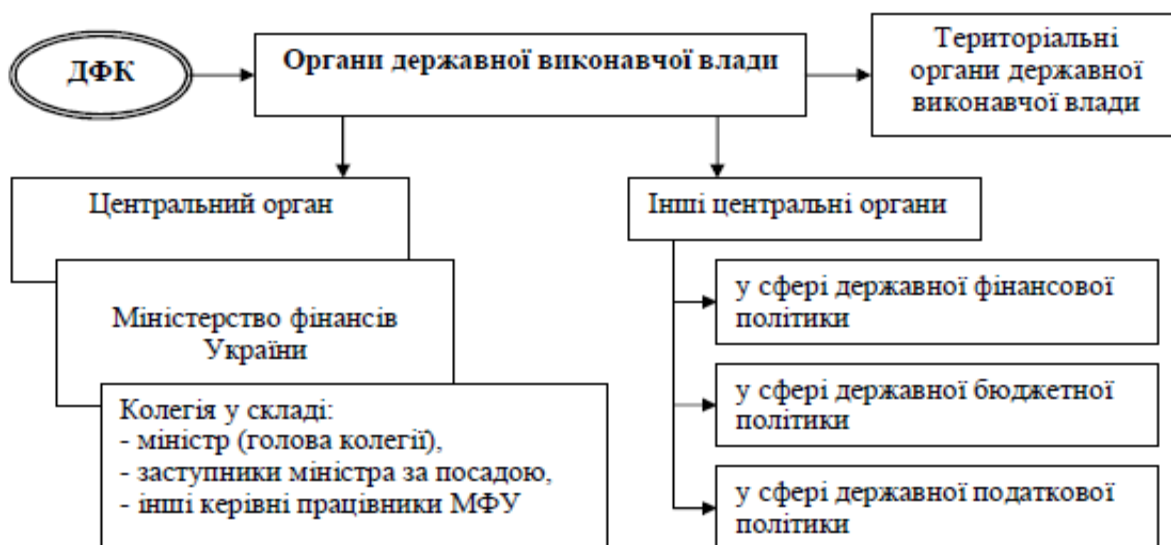 ДФК
Органи державної виконавчої влади
Територіальні
органи державної
виконавчої влади
Центральний орган
Міністерство фінансів
України
Колегія у складі:
- міністр (голова колегії),
- заступники міністра за посадою,
- інші керівні працівники МФУ
Інші центральні органи
у сфері державної фінансової
політики
у сфері державної бюджетної
політики
у сфері державної податкової
політики